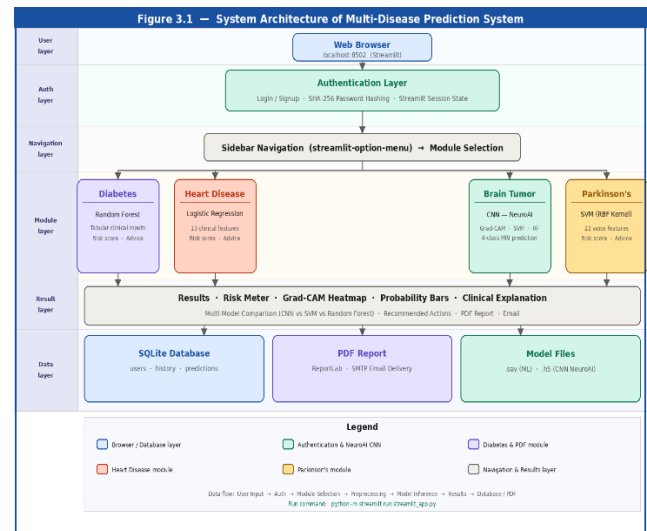 Figure 3.1 — System Architecture of Multi-Disease Prediction System
User
layer
Web Browser
localhost 8502 (Streamlit)
Auth
layer
Authentication Layer
Login / Signup · SHA-256 Password Hashing · Streamlit Session State
Navigation
layer
Sidebar Navigation (streamlit-option-menu) → Module Selection
Module
layer
Diabetes
Random Forest
Tabular clinical inputs
Risk score · Advice
Heart Disease
Logistic Regression
13 clinical features
Risk score · Advice
Brain Tumor
CNN — NeuroAI
Grad-CAM · SVM · RF
4-class MRI prediction
Parkinson's
SVM (RBF Kernel)
22 voice features
Risk score · Advice
Result
layer
Results · Risk Meter · Grad-CAM Heatmap · Probability Bars · Clinical Explanation
Multi-Model Comparison (CNN vs SVM vs Random Forest) · Recommended Actions · PDF Report · Email
Data
layer
SQLite Database
users · history · predictions
PDF Report
ReportLab · SMTP Email Delivery
Model Files
.sav (ML) · .h5 (CNN NeuroAI)
Legend
Browser / Database layer
Authentication & NeuroAI CNN
Diabetes & PDF module
Heart Disease module
Parkinson's module
Navigation & Results layer
Data flow: User Input → Auth → Module Selection → Preprocessing → Model Inference → Results → Database / PDF
Run command: python -m streamlit run streamlit_app.py